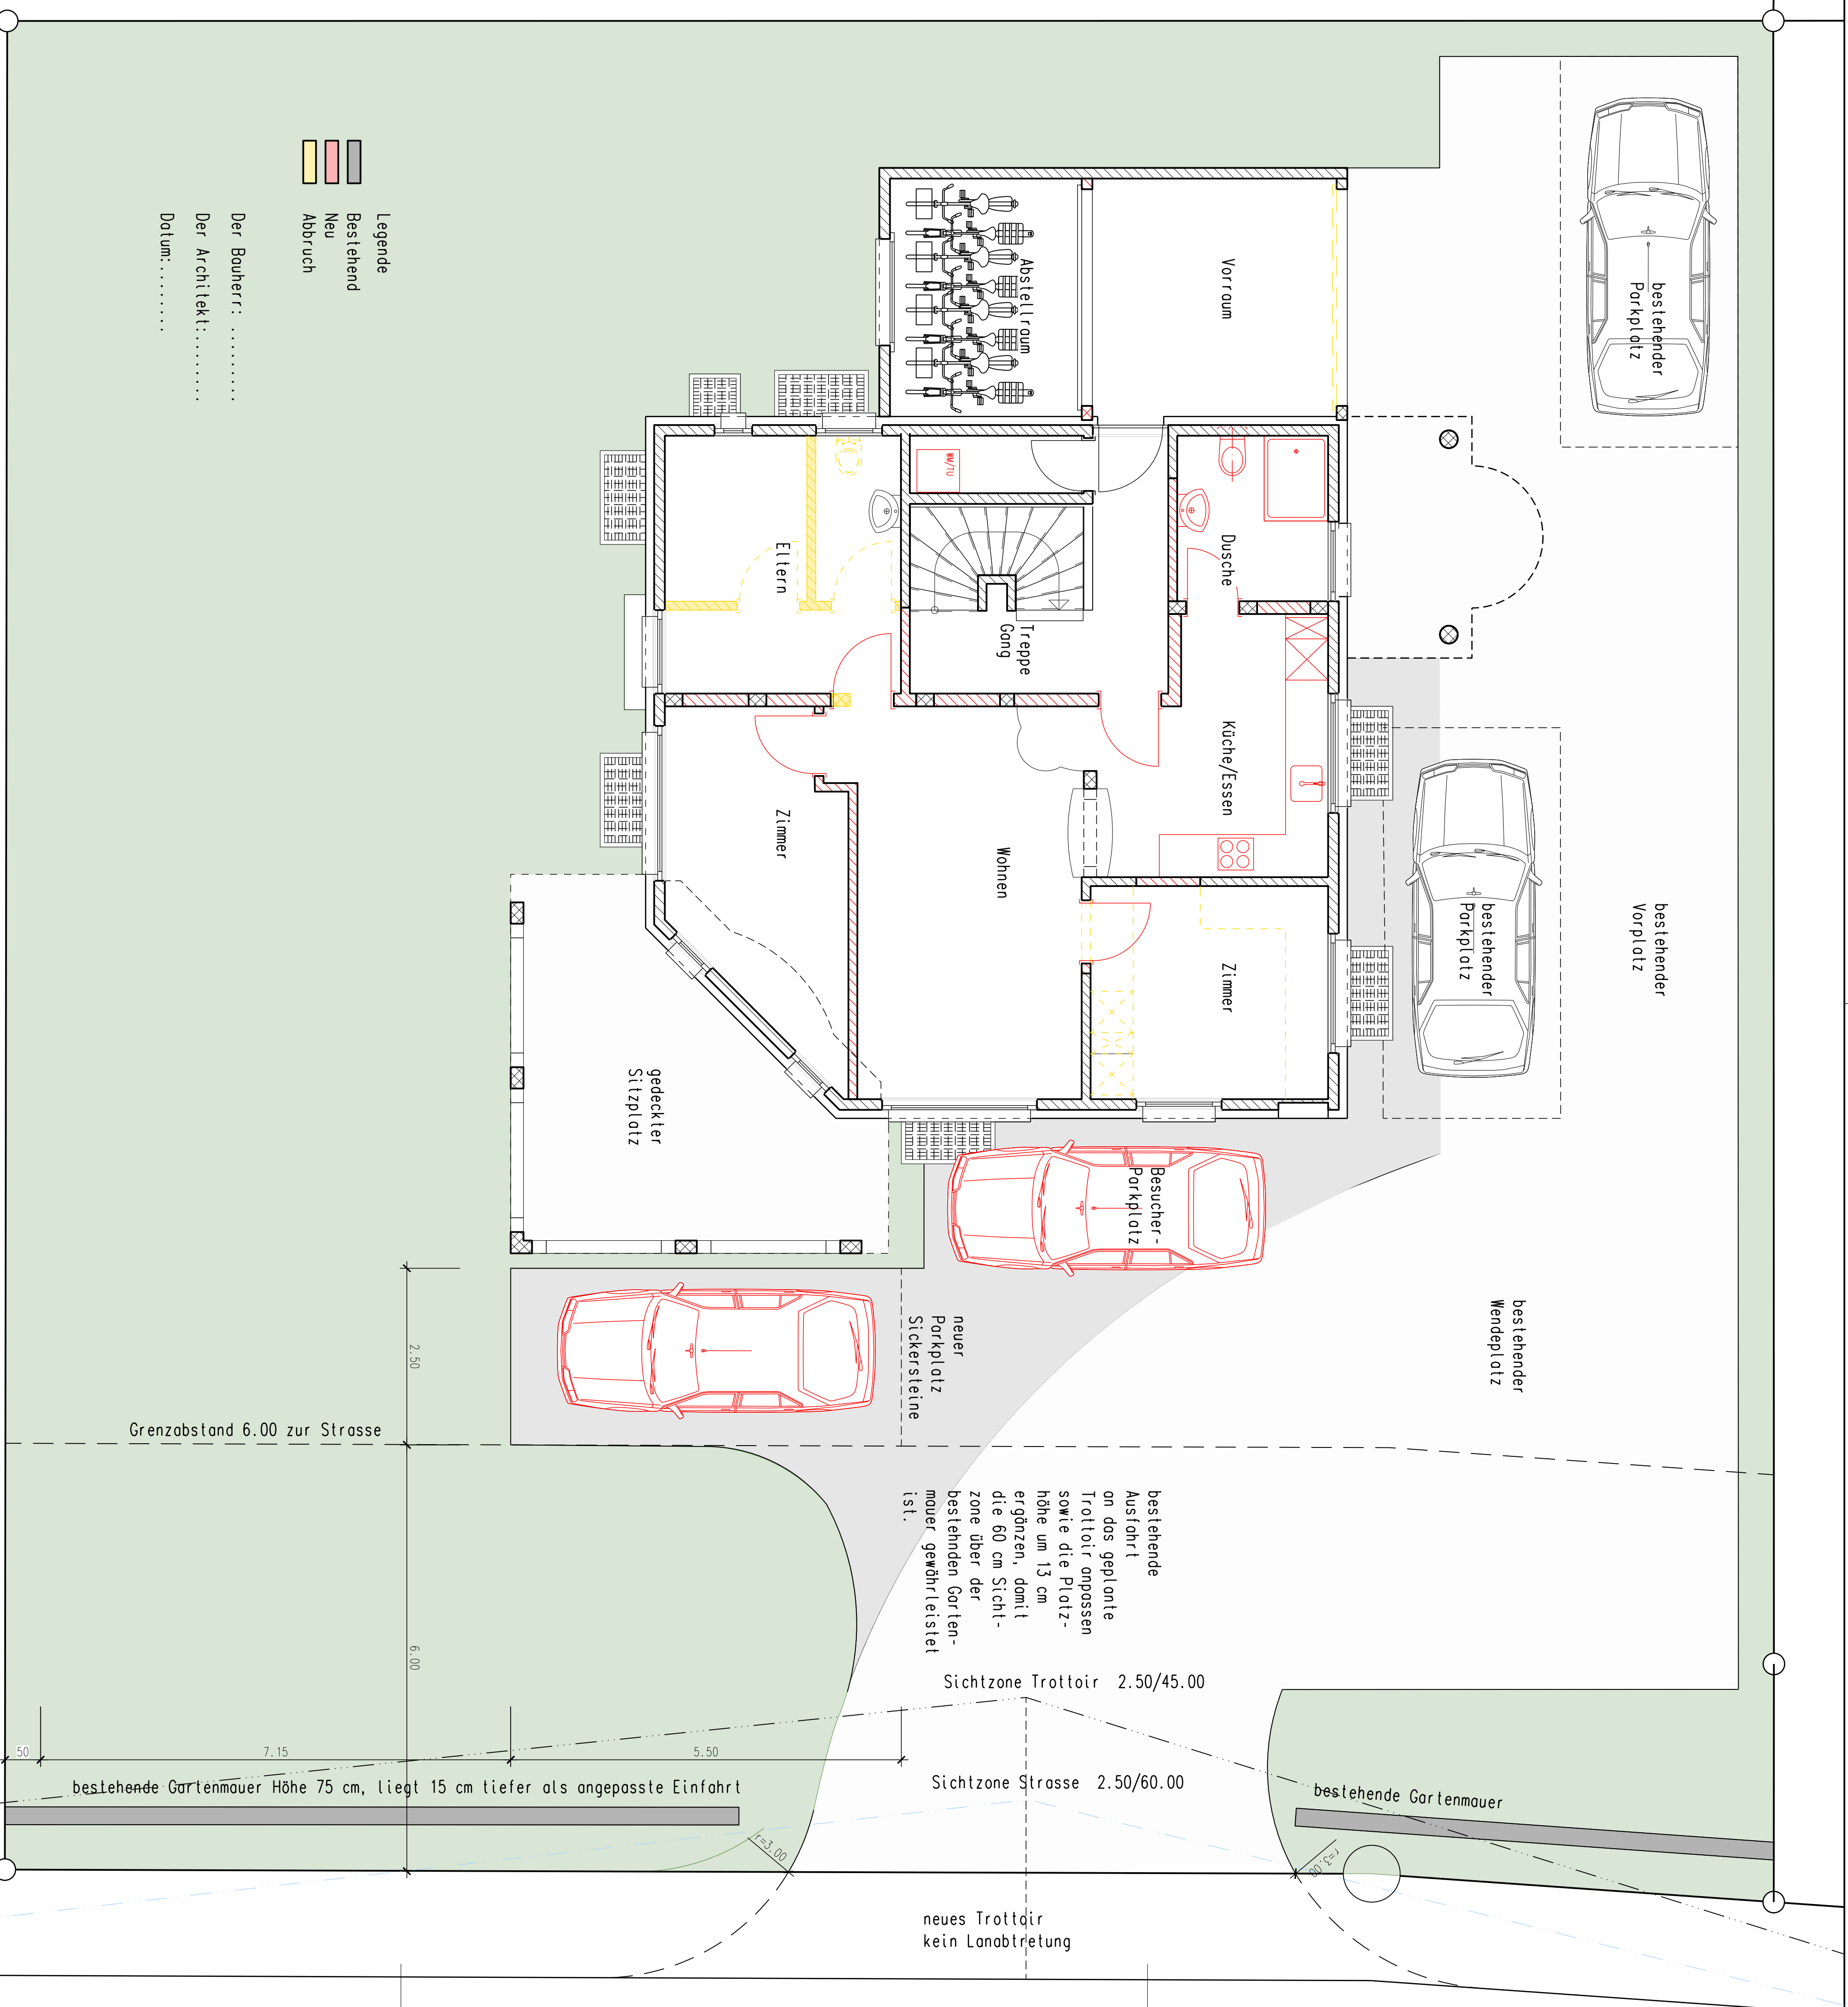 Legende
Bestehend
Neu
Abbruch
Der Bauherr: .........
Der Architekt:.........
Datum:.........
bestehender
Parkplatz
bestehender
Parkplatz
bestehender
Vorplatz
bestehender
Wendeplatz
Vorraum
Abstellraum
Dusche
WM/TU
Treppe
Gang
Eltern
Küche/Essen
Wohnen
Zimmer
Zimmer
gedeckter
Sitzplatz
Besucher-
Parkplatz
neuer
Parkplatz
Sickersteine
2.50
Grenzabstand 6.00 zur Strasse
bestehende
Ausfahrt
an das geplante
Trottoir anpassen
sowie die Platz-
höhe um 13 cm
ergänzen, damit
die 60 cm Sicht-
zone über der
bestehnden Garten-
mauer gewährleistet
ist.
6.00
Sichtzone Trottoir 2.50/45.00
50
7.15
5.50
bestehende Gartenmauer Höhe 75 cm, liegt 15 cm tiefer als angepasste Einfahrt
Sichtzone Strasse 2.50/60.00
bestehende Gartenmauer
r=3.00
r=3.00
neues Trottoir
kein Lanabtretung